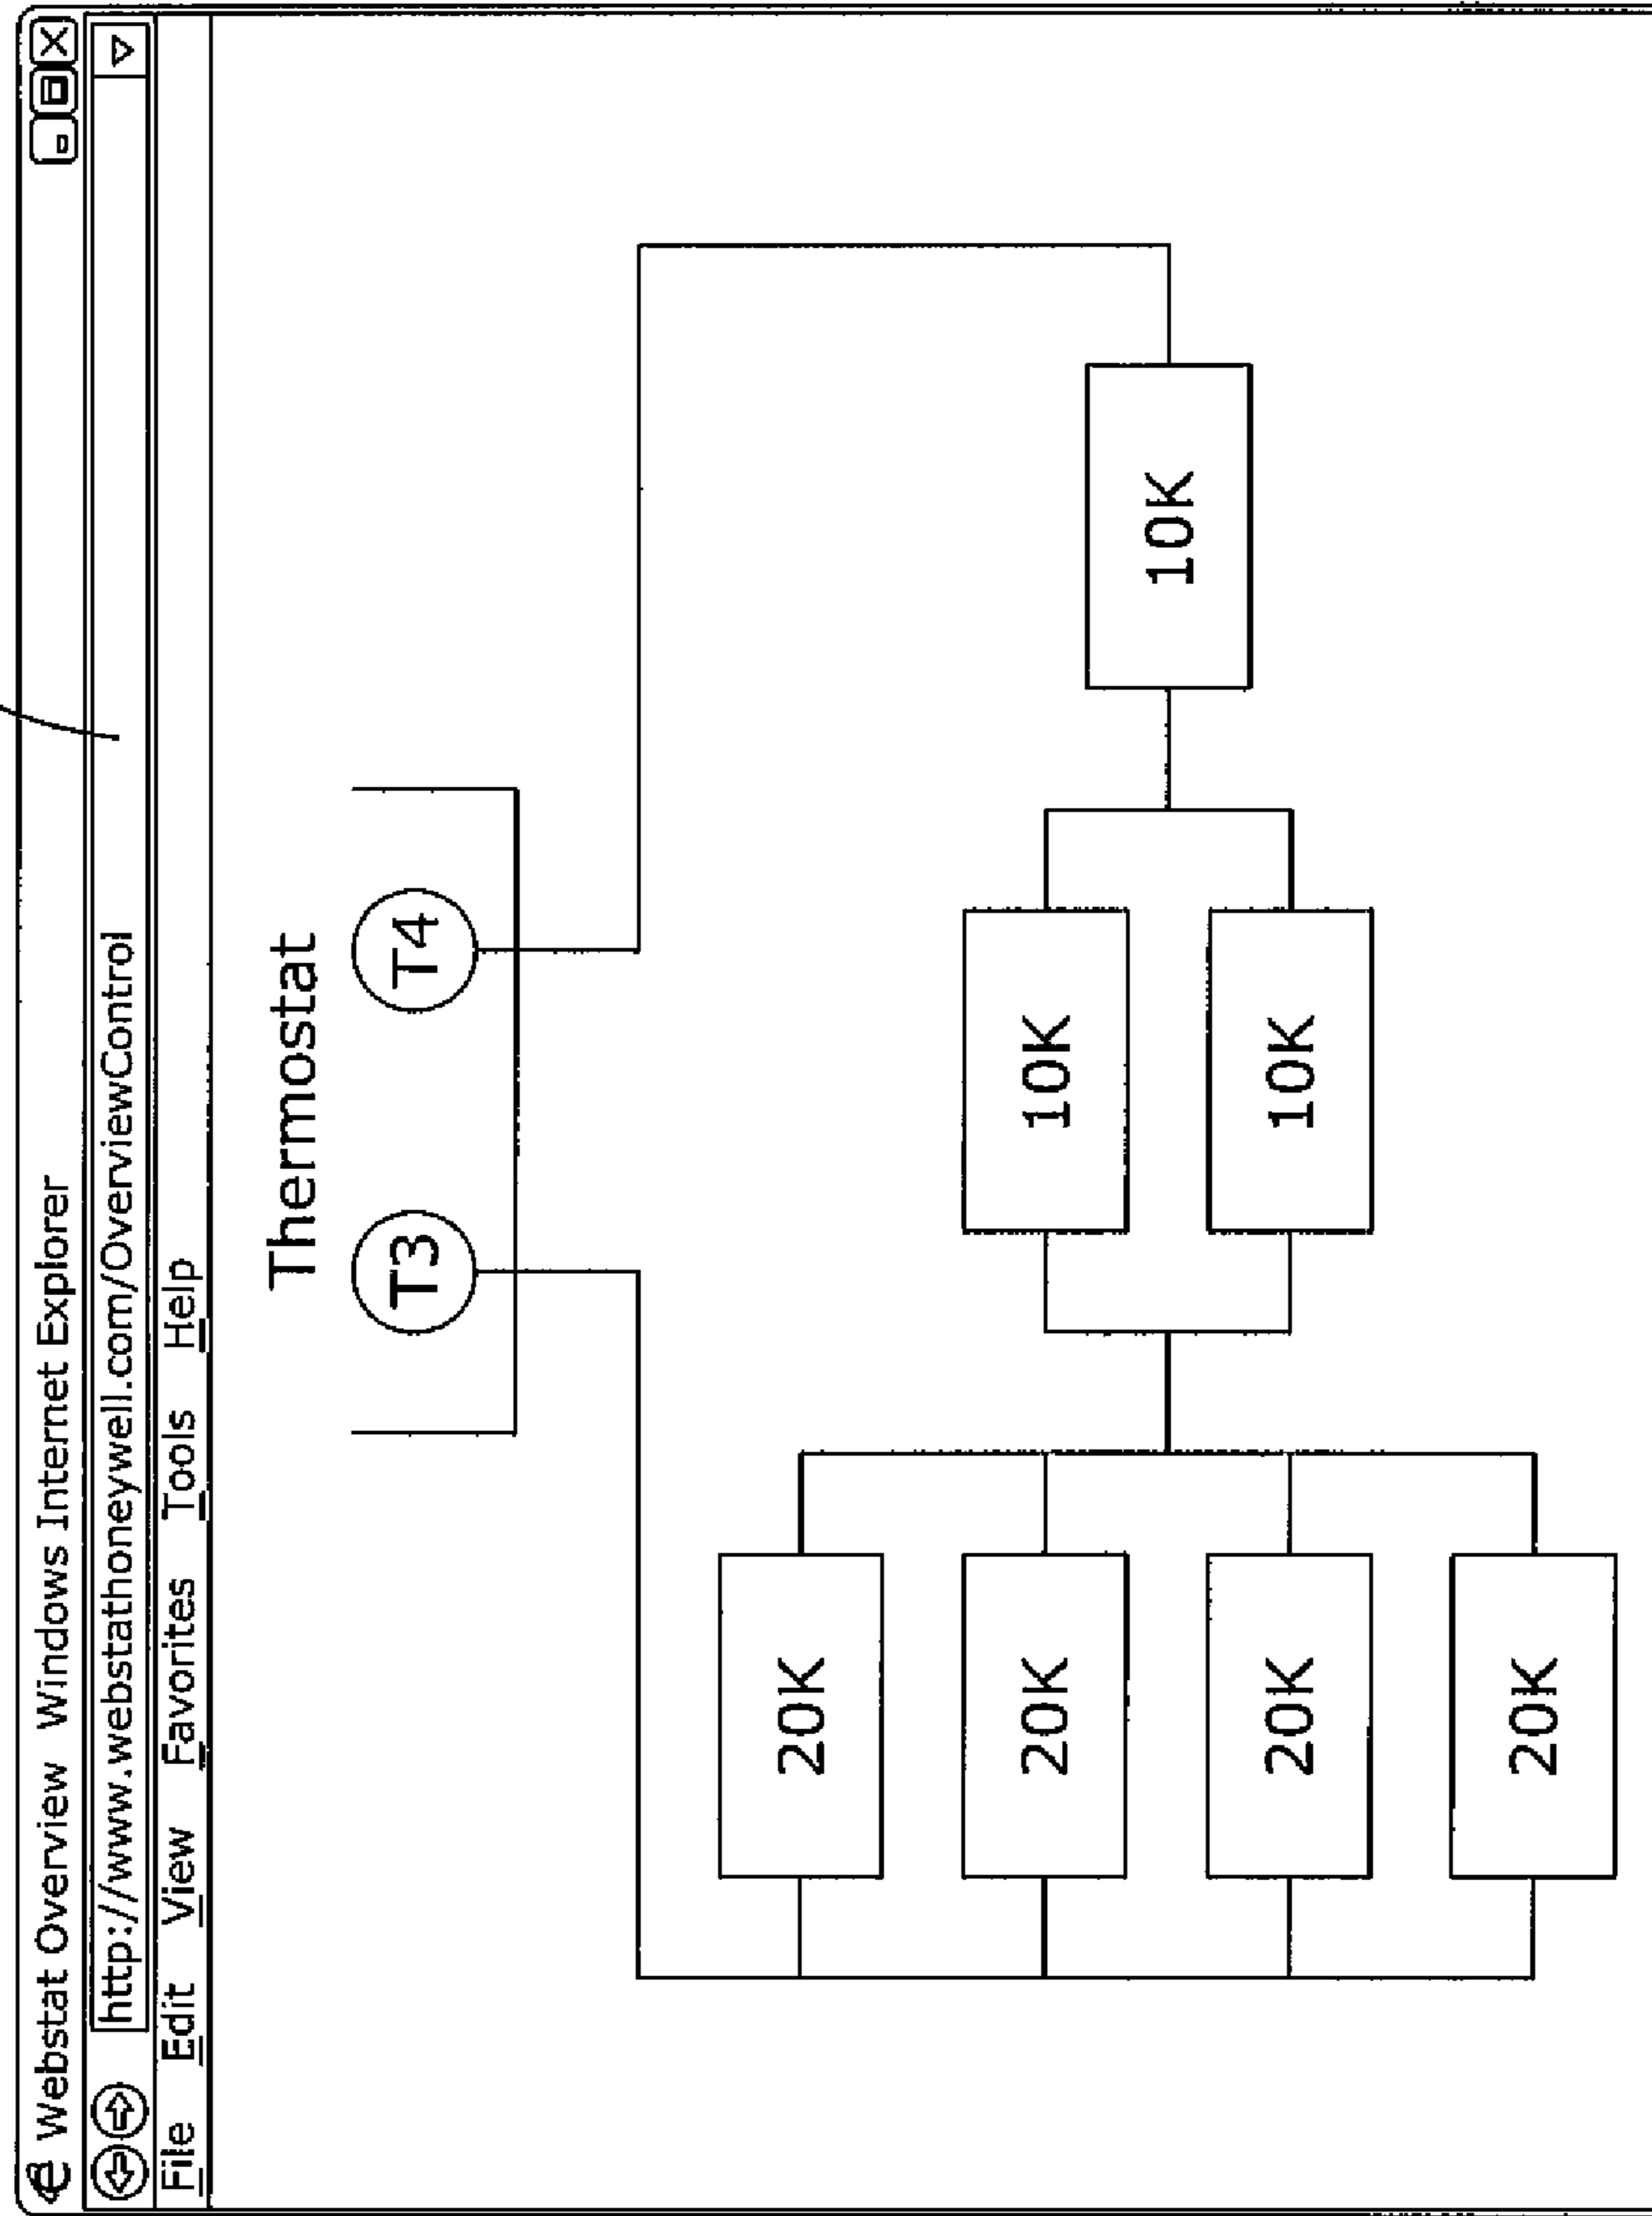 Webstat Overview Windows Internet Explorer
http://www.webstathoneywell.com/OverviewControl
File Edit View Favorites Tools Help
Thermostat
T3 T4
20K
20K 10K
10K
20K 10K
20K